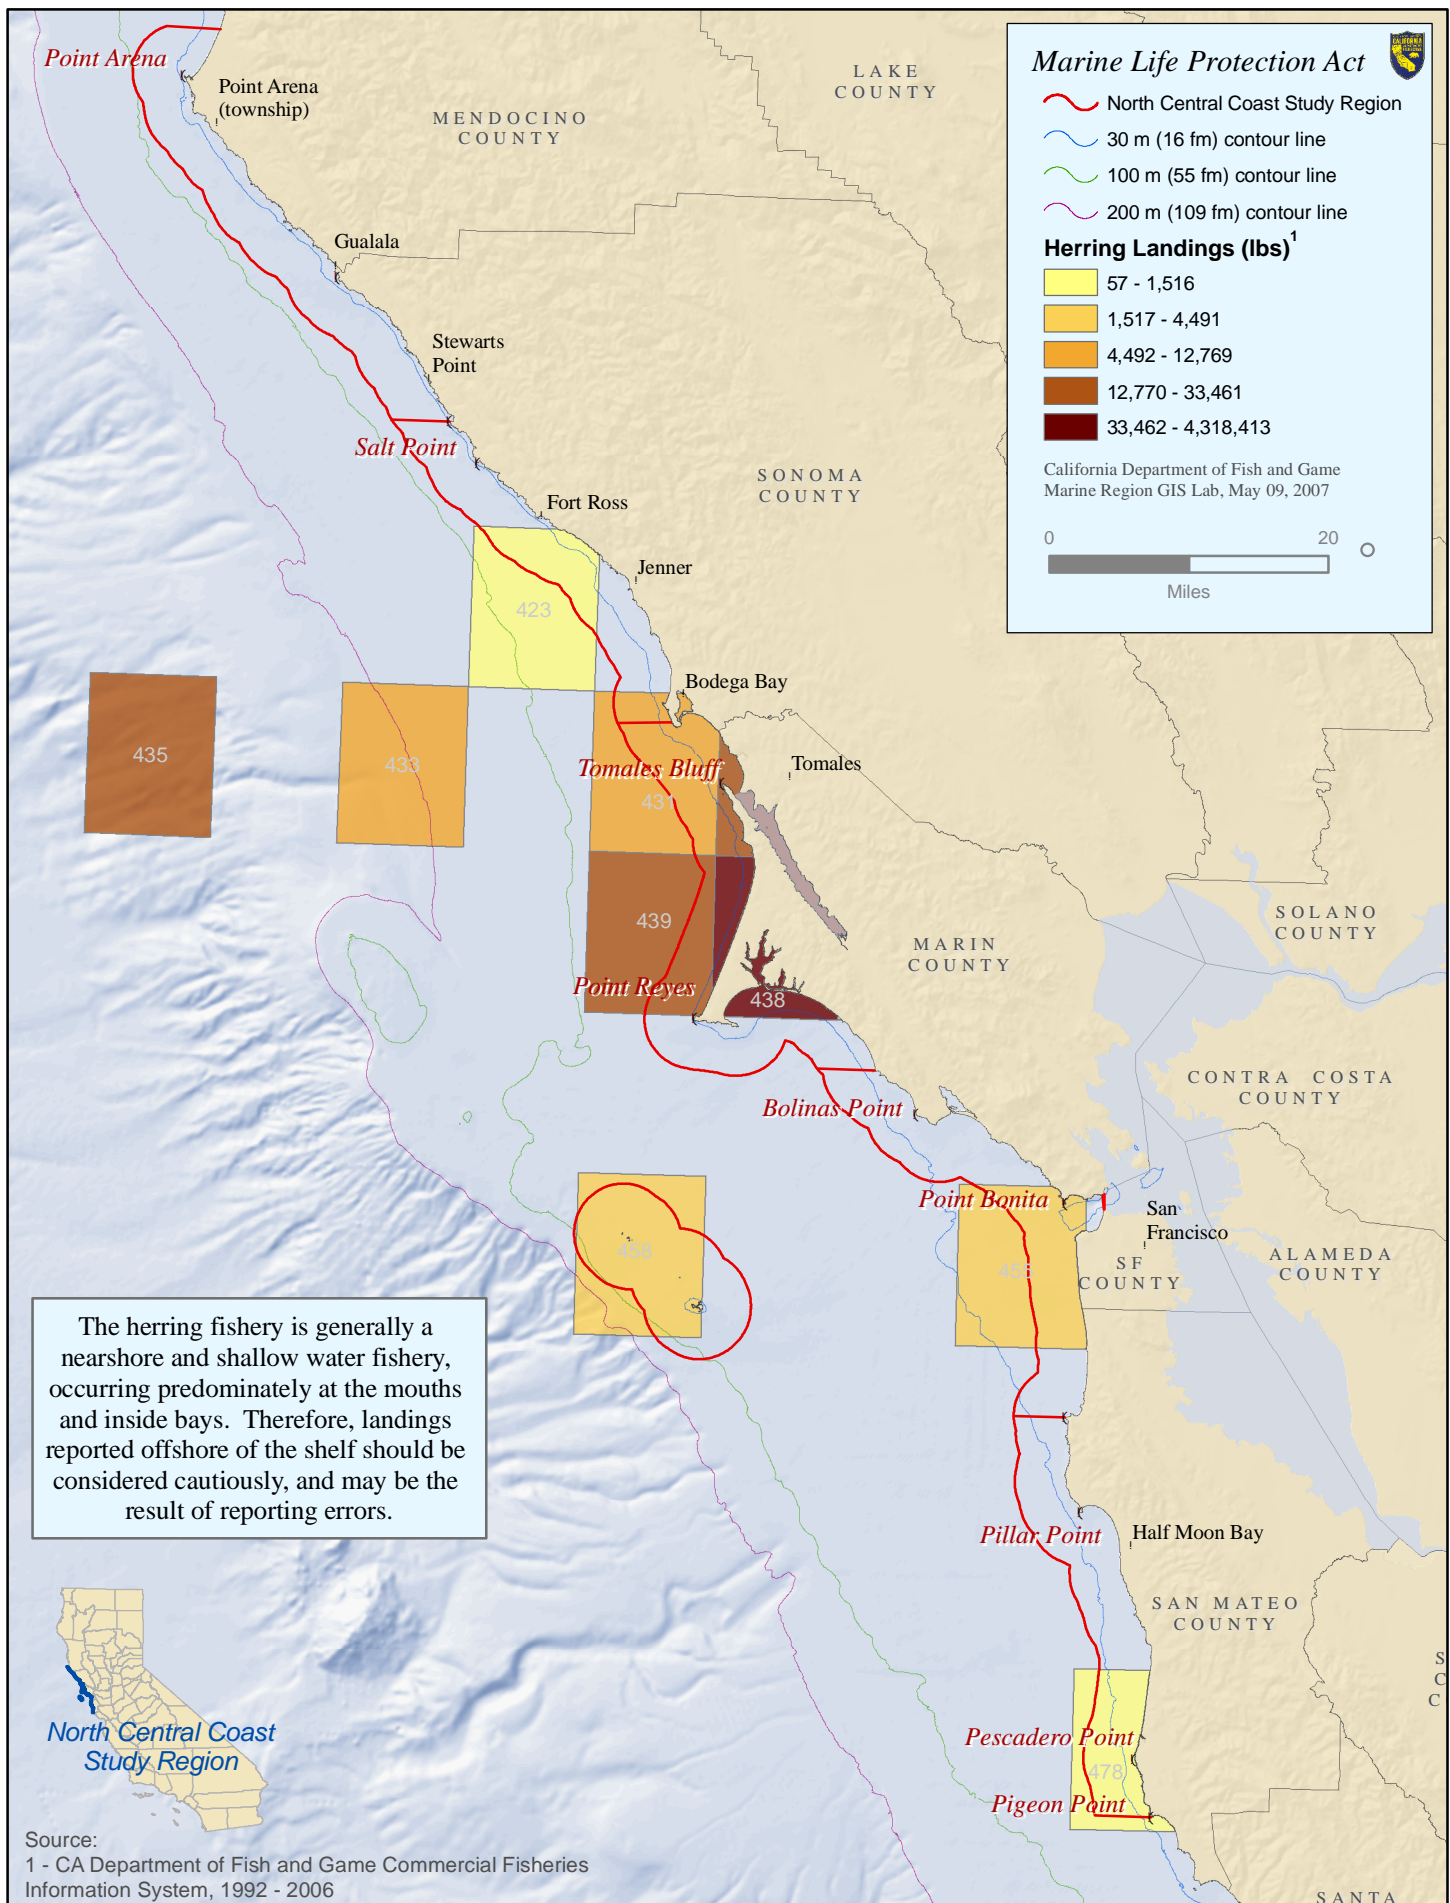 Point Arena
Point Arena
(township)
MENDOCINO
COUNTY
LAKE
COUNTY
Marine Life Protection Act
North Central Coast Study Region
30 m (16 fm) contour line
100 m (55 fm) contour line
200 m (109 fm) contour line
Herring Landings (lbs)1
57 - 1,516
1,517 - 4,491
4,492 - 12,769
12,770 - 33,461
33,462 - 4,318,413
California Department of Fish and Game
Marine Region GIS Lab, May 09, 2007
0 20
Miles
Gualala
Stewarts
Point
Salt Point
SONOMA
COUNTY
Fort Ross
Jenner
423
Bodega Bay
435
433
Tomales Bluff
Tomales
431
439
MARIN
COUNTY
SOLANO
COUNTY
Point Reyes
438
CONTRA COSTA
COUNTY
Bolinas Point
Point Bonita
San
Francisco
458
455
SF
COUNTY
ALAMEDA
COUNTY
The herring fishery is generally a
nearshore and shallow water fishery,
occurring predominately at the mouths
and inside bays. Therefore, landings
reported offshore of the shelf should be
considered cautiously, and may be the
result of reporting errors.
Pillar Point
Half Moon Bay
SAN MATEO
COUNTY
S
C
C
North Central Coast
Study Region
Pescadero Point
478
Pigeon Point
Source:
1 - CA Department of Fish and Game Commercial Fisheries
Information System, 1992 - 2006
SANTA